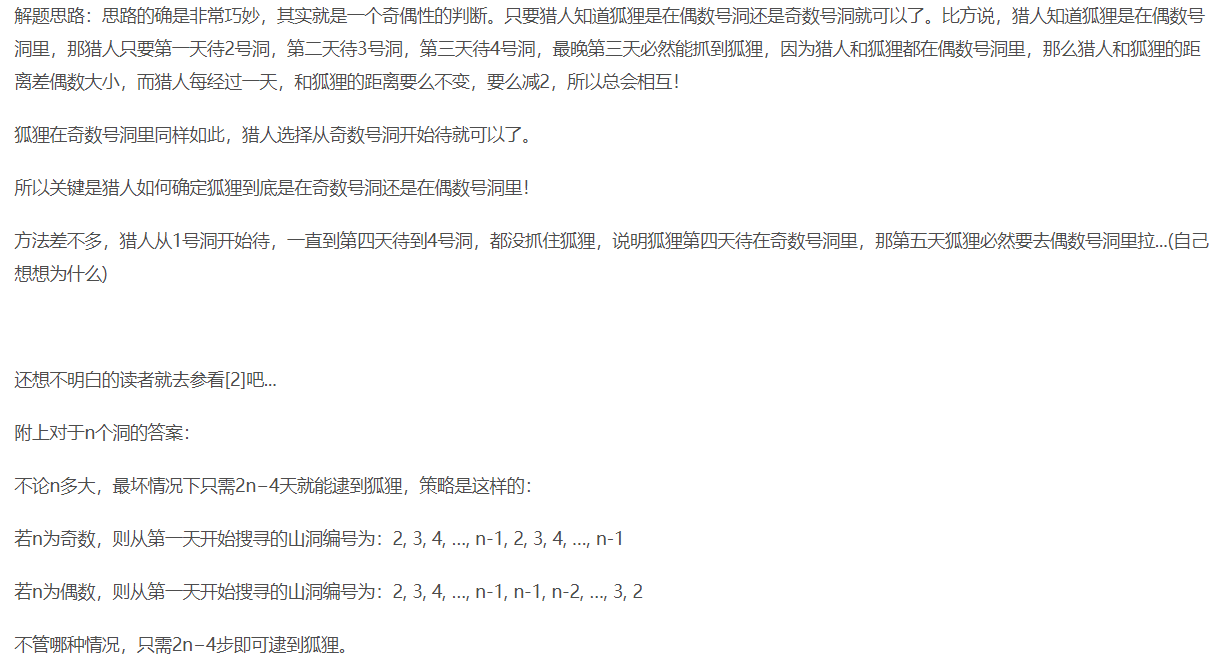 解题思路：思路的确是非常巧妙，其实就是一个奇偶性的判断。只要猎人知道狐狸是在偶数号洞还是奇数号洞就可以了。比方说，猎人知道狐狸是在偶数号
洞里，那猎人只要第一天待2号洞，第二天待3号洞，第三天待4号洞，最晚第三天必然能抓到狐狸，因为猎人和狐狸都在偶数号洞里，那么猎人和狐狸的距
离差偶数大小，而猎人每经过一天，和狐狸的距离要么不变，要么减2，所以总会相互！
狐狸在奇数号洞里同样如此，猎人选择从奇数号洞开始待就可以了。
所以关键是猎人如何确定狐狸到底是在奇数号洞还是在偶数号洞里！
方法差不多，猎人从1号洞开始待，一直到第四天待到4号洞，都没抓住狐狸，说明狐狸第四天待在奇数号洞里，那第五天狐狸必然要去偶数号洞里拉...(自己
想想为什么)
还想不明白的读者就去参看[2]吧...
附上对于n个洞的答案：
不论n多大，最坏情况下只需2n−4天就能逮到狐狸，策略是这样的：
若n为奇数，则从第一天开始搜寻的山洞编号为：2, 3, 4, ..., n-1, 2, 3, 4, ..., n-1
若n为偶数，则从第一天开始搜寻的山洞编号为：2, 3, 4, ..., n-1, n-1, n-2, ..., 3, 2
不管哪种情况，只需2n−4步即可逮到狐狸。